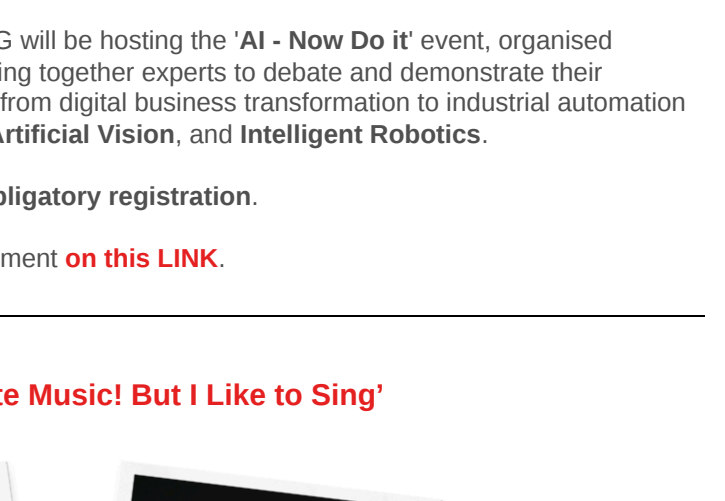 G will be hosting the 'AI - Now Do it' event, organised
ing together experts to debate and demonstrate their
from digital business transformation to industrial automation
Artificial Vision, and Intelligent Robotics.
bligatory registration.
ment on this LINK.
te Music! But I Like to Sing’